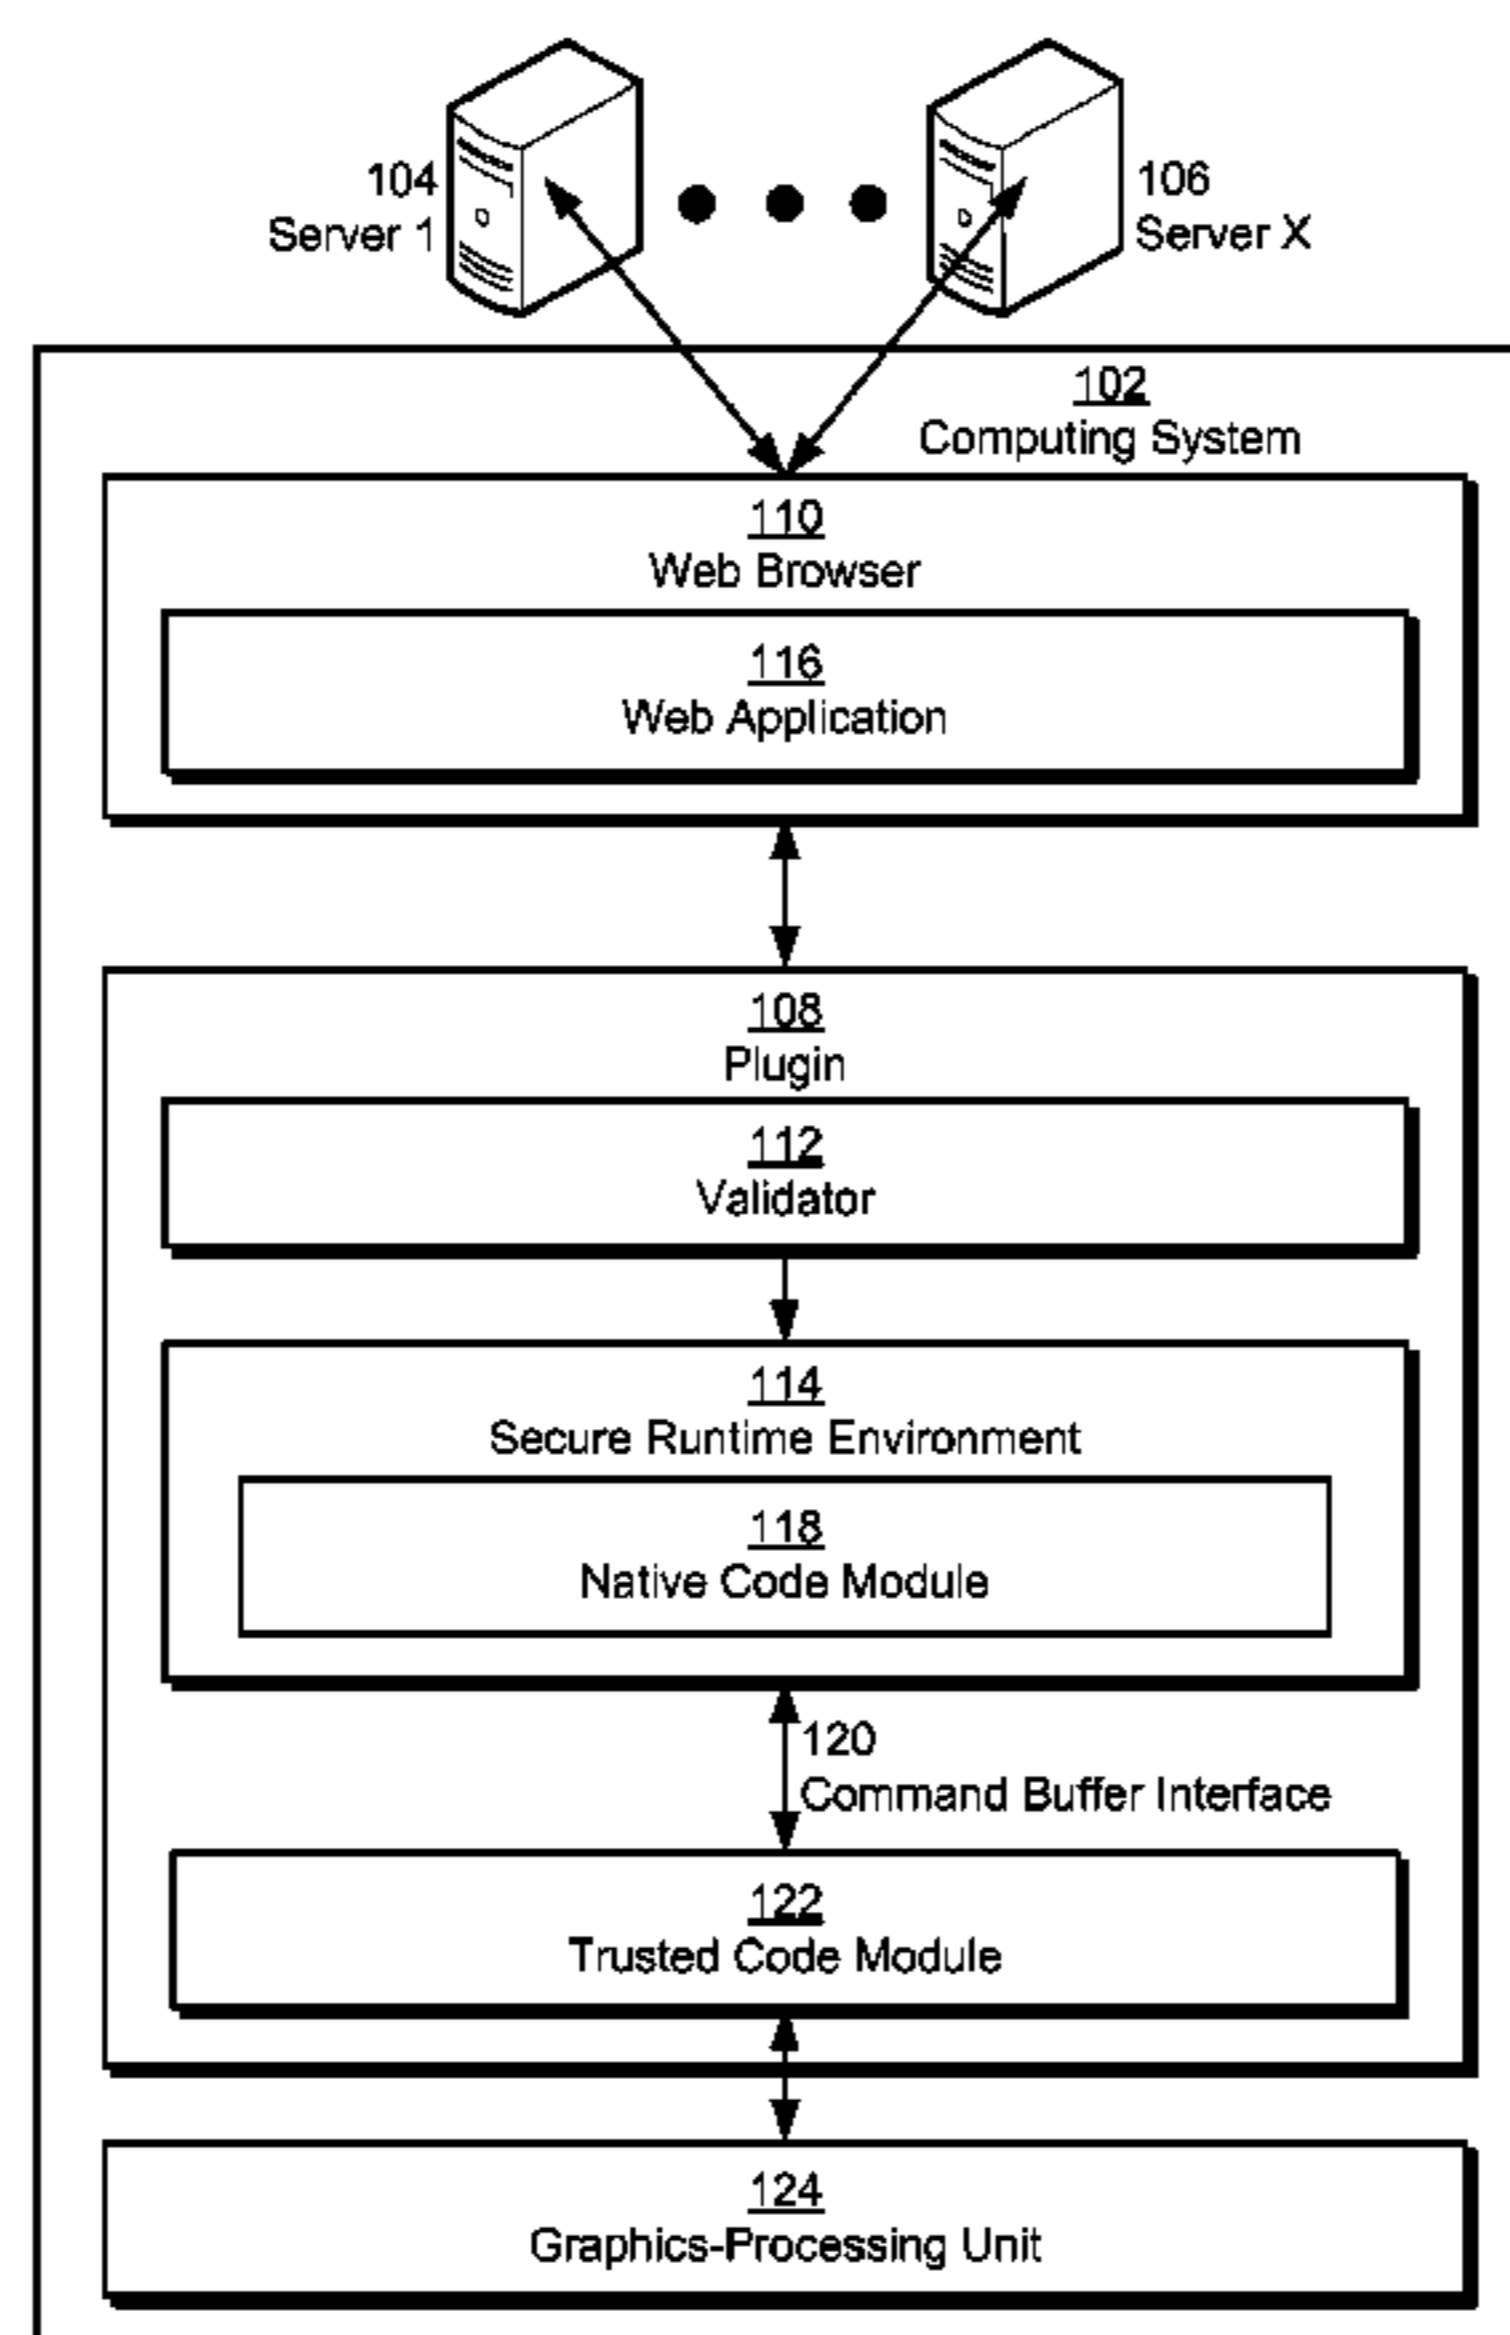 104
Server 1
106
Server X
102
Computing System
110
Web Browser
116
Web Application
108
Plugin
112
Validator
114
Secure Runtime Environment
118
Native Code Module
120
Command Buffer Interface
122
Trusted Code Module
124
Graphics-Processing Unit